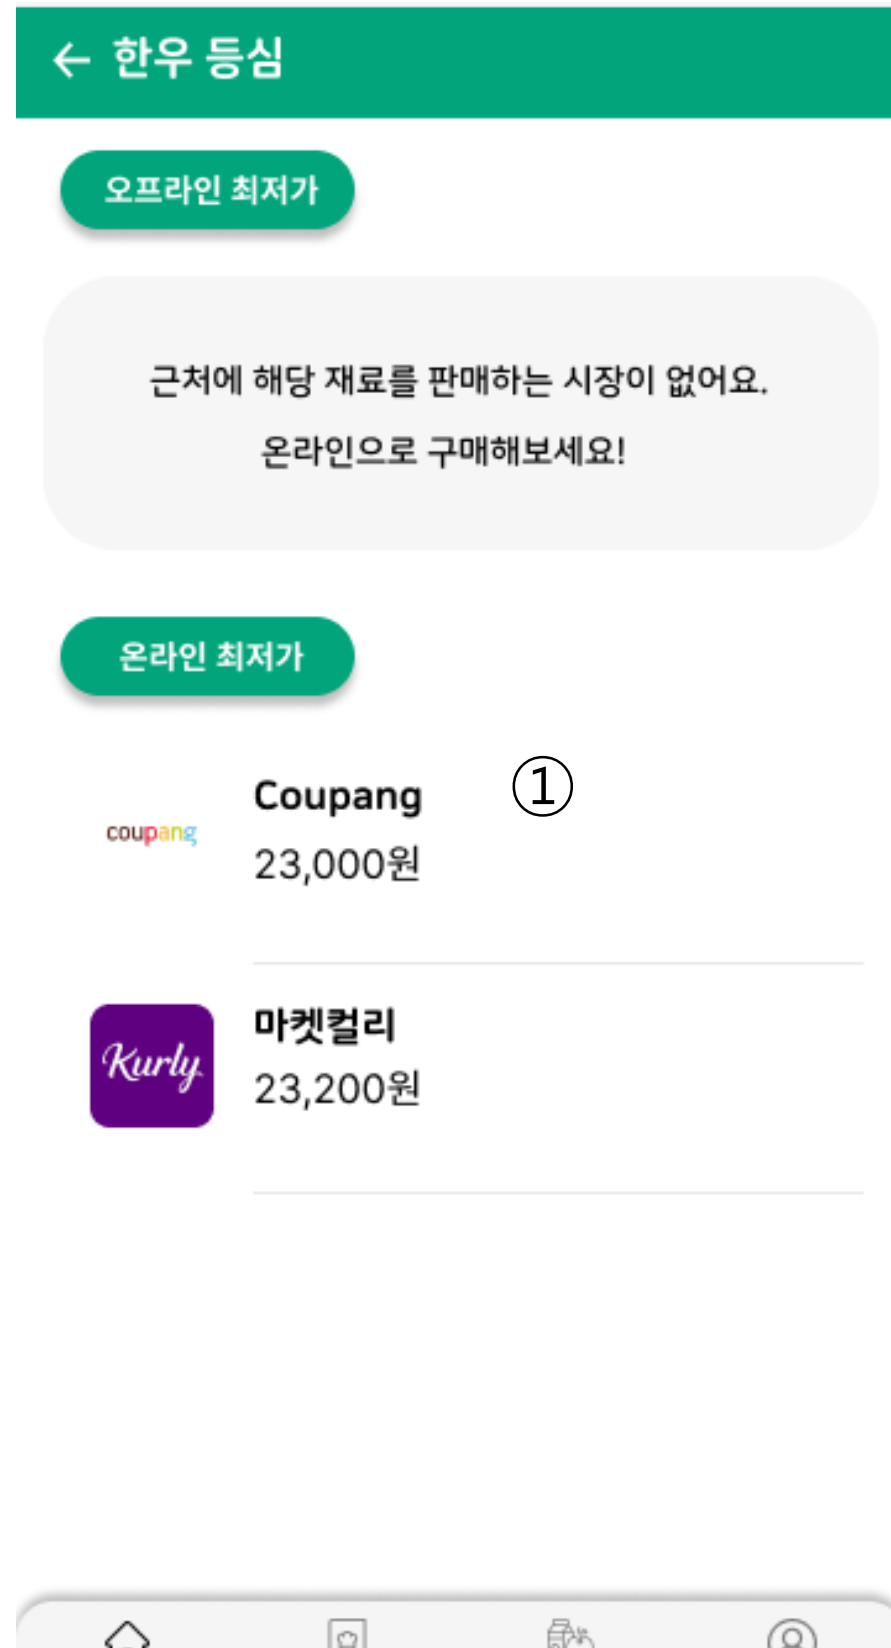 ← 한우 등심
오프라인 최저가
근처에 해당 재료를 판매하는 시장이 없어요.
온라인으로 구매해보세요!
온라인 최저가
Coupang ①
coupang
23,000원
마켓컬리
Kurly
23,200원